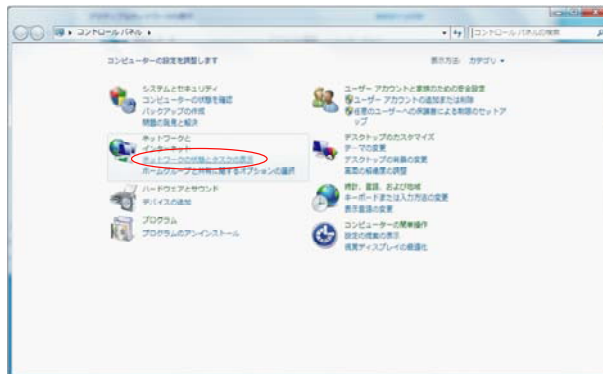 コントロール パネル
コントロール パネルの検索
コンピューターの設定を調整します
表示方法: カテゴリ
システムとセキュリティ
コンピューターの状態を確認
バックアップの作成
問題の発見と解決
ネットワークと
インターネット
ネットワークの状態とタスクの表示
ホームグループと共有に関するオプションの選択
ハードウェアとサウンド
デバイスの追加
プログラム
プログラムのアンインストール
ユーザー アカウントと家族のための安全設定
ユーザー アカウントの追加または削除
任意のユーザーへの保護者による制限のセットア
ップ
デスクトップのカスタマイズ
テーマの変更
デスクトップの背景の変更
画面の解像度の調整
時計、言語、および地域
キーボードまたは入力方法の変更
表示言語の変更
コンピューターの簡単操作
設定の提案の表示
視覚ディスプレイの最適化